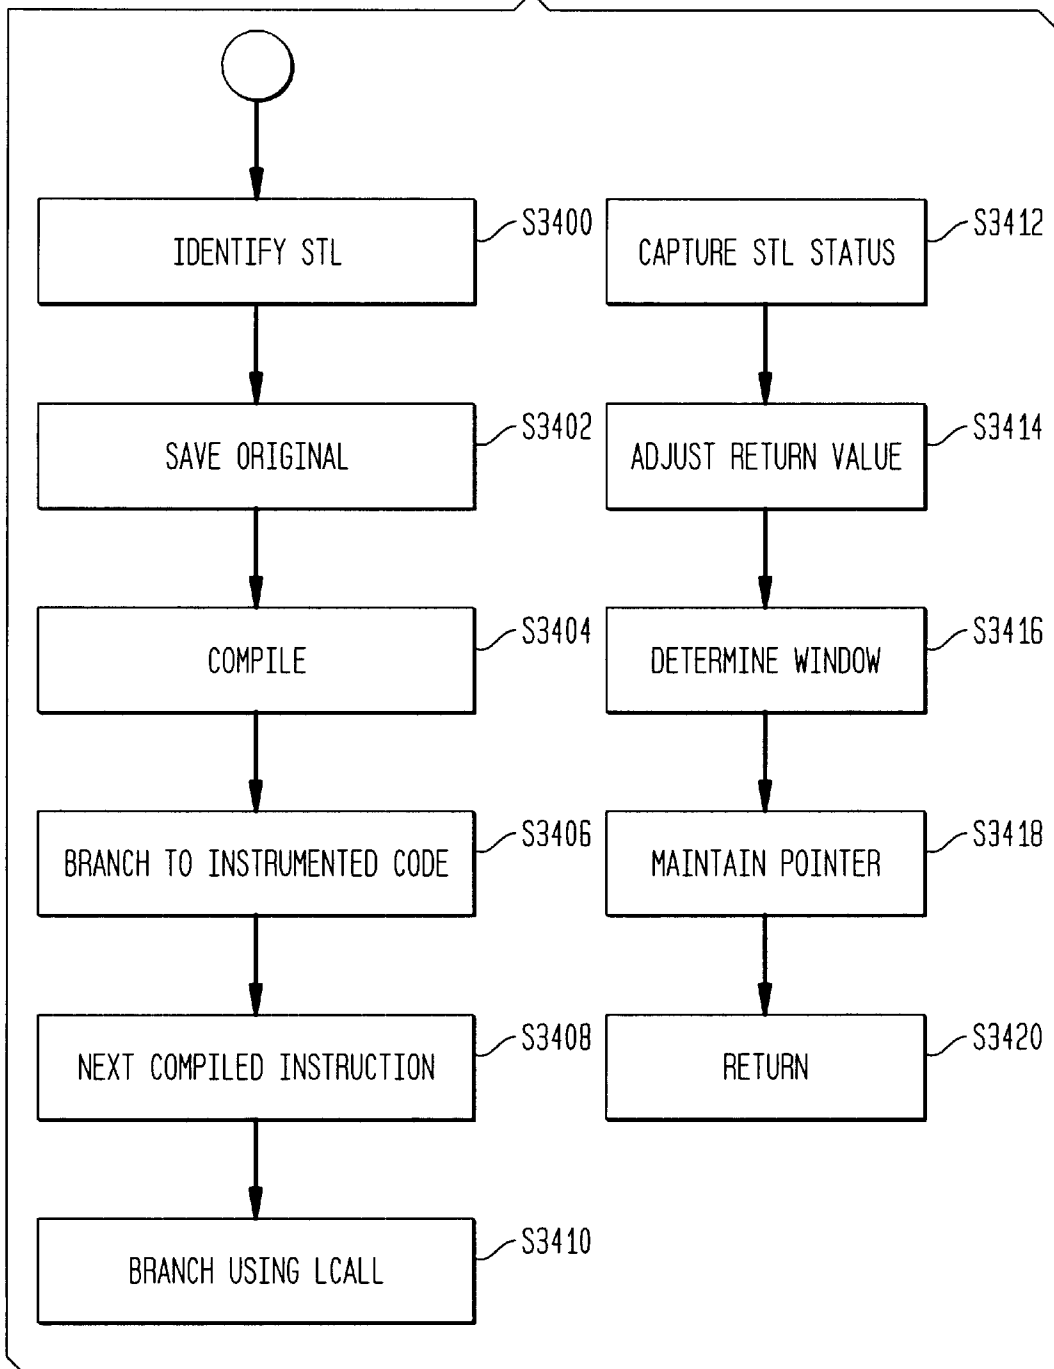 IDENTIFY STL
S3400
SAVE ORIGINAL
S3402
COMPILE
S3404
BRANCH TO INSTRUMENTED CODE
S3406
NEXT COMPILED INSTRUCTION
S3408
BRANCH USING LCALL
S3410
CAPTURE STL STATUS
S3412
ADJUST RETURN VALUE
S3414
DETERMINE WINDOW
S3416
MAINTAIN POINTER
S3418
RETURN
S3420